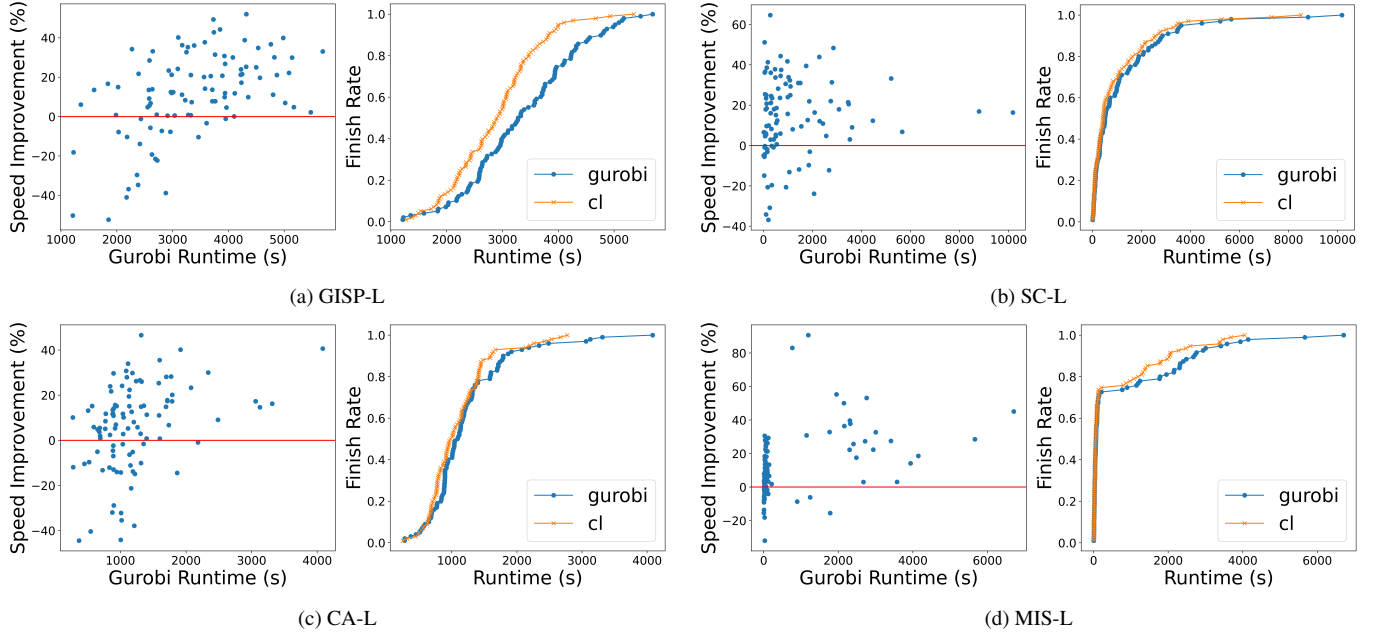 Speed Improvement (%)
40
20
0
−20
−40
1000 2000 3000 4000 5000
Gurobi Runtime (s)
Finish Rate
1.0
0.8
0.6
0.4
0.2
0.0
gurobi
cl
1000 2000 3000 4000 5000
Runtime (s)
(a) GISP-L
Speed Improvement (%)
60
40
20
0
−20
−40
0 2000 4000 6000 8000 10000
Gurobi Runtime (s)
Finish Rate
1.0
0.8
0.6
0.4
0.2
0.0
gurobi
cl
0 2000 4000 6000 8000 10000
Runtime (s)
(b) SC-L
Speed Improvement (%)
40
20
0
−20
−40
0 1000 2000 3000 4000
Gurobi Runtime (s)
Finish Rate
1.0
0.8
0.6
0.4
0.2
0.0
gurobi
cl
0 1000 2000 3000 4000
Runtime (s)
(c) CA-L
Speed Improvement (%)
80
60
40
20
0
−20
0 2000 4000 6000
Gurobi Runtime (s)
Finish Rate
1.0
0.8
0.6
0.4
0.2
0.0
gurobi
cl
0 2000 4000 6000
Runtime (s)
(d) MIS-L